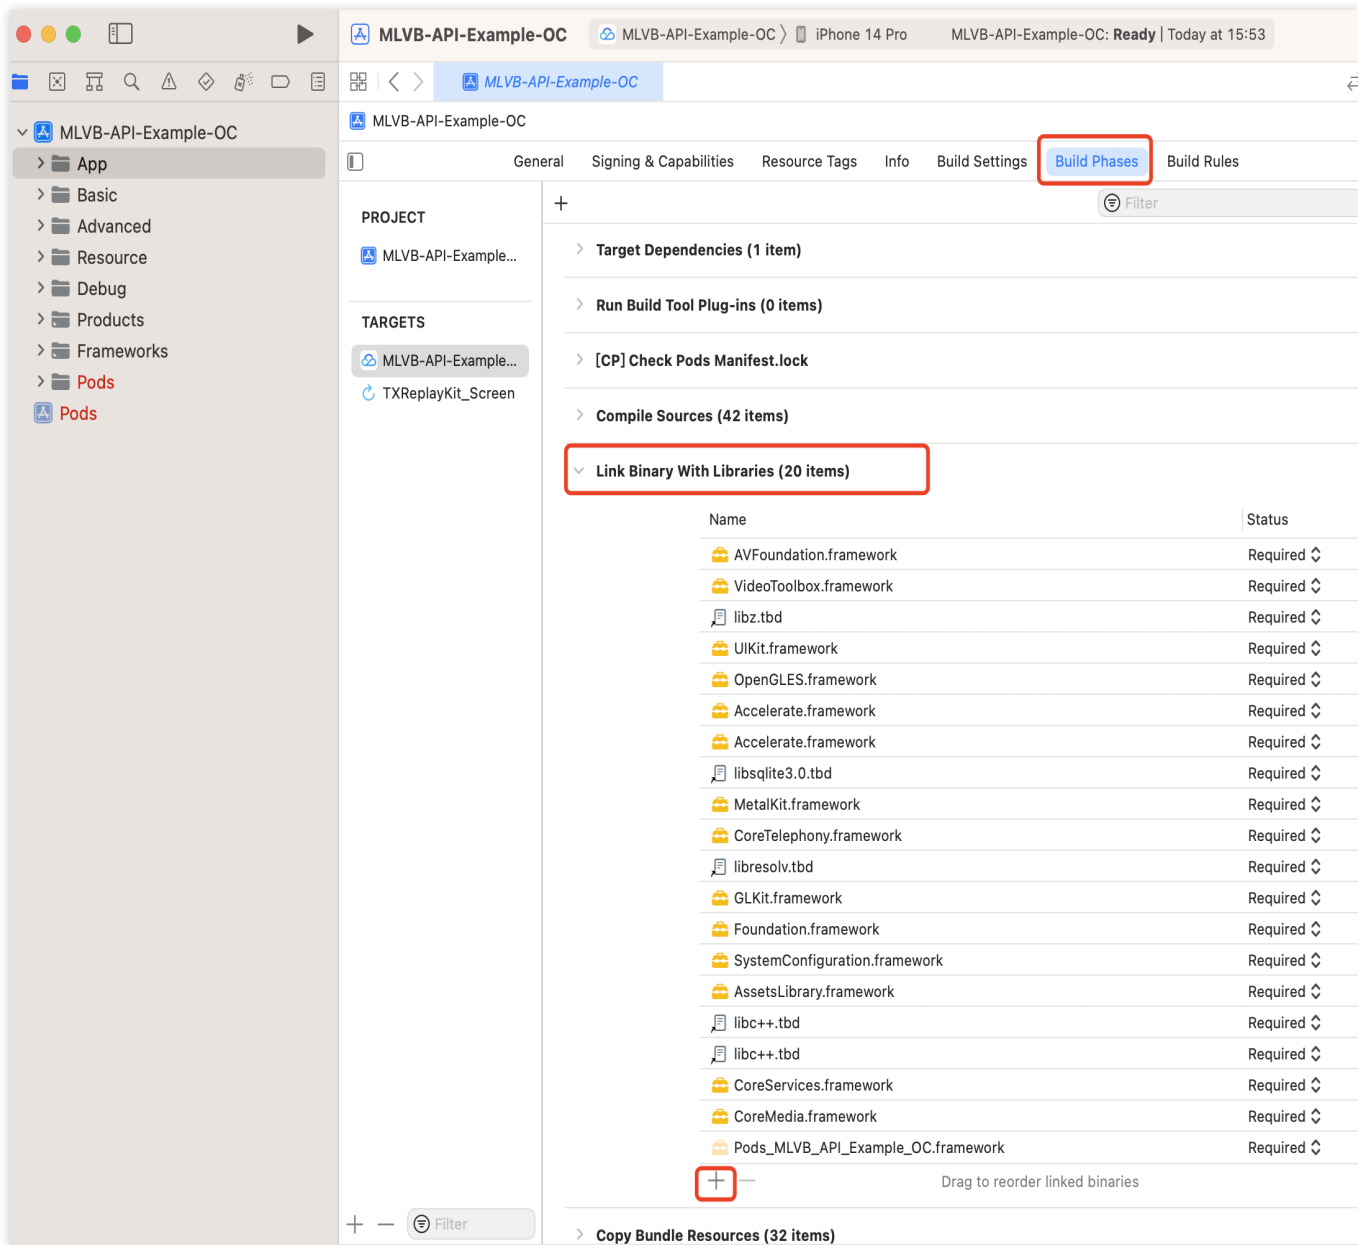 MLVB-API-Example-OC
MLVB-API-Example-OC
iPhone 14 Pro
MLVB-API-Example-OC: Ready | Today at 15:53
MLVB-API-Example-OC
MLVB-API-Example-OC
MLVB-API-Example-OC
App
Basic
Advanced
Resource
Debug
Products
Frameworks
Pods
Pods
General
Signing & Capabilities
Resource Tags
Info
Build Settings
Build Phases
Build Rules
PROJECT
MLVB-API-Example...
TARGETS
MLVB-API-Example...
TXReplayKit_Screen
Filter
Filter
Target Dependencies (1 item)
Run Build Tool Plug-ins (0 items)
[CP] Check Pods Manifest.lock
Compile Sources (42 items)
Link Binary With Libraries (20 items)
Name Status
AVFoundation.framework Required
VideoToolbox.framework Required
libz.tbd Required
UIKit.framework Required
OpenGLES.framework Required
Accelerate.framework Required
Accelerate.framework Required
libsqlite3.0.tbd Required
MetalKit.framework Required
CoreTelephony.framework Required
libresolv.tbd Required
GLKit.framework Required
Foundation.framework Required
SystemConfiguration.framework Required
AssetsLibrary.framework Required
libc++.tbd Required
libc++.tbd Required
CoreServices.framework Required
CoreMedia.framework Required
Pods_MLVB_API_Example_OC.framework Required
Drag to reorder linked binaries
Copy Bundle Resources (32 items)